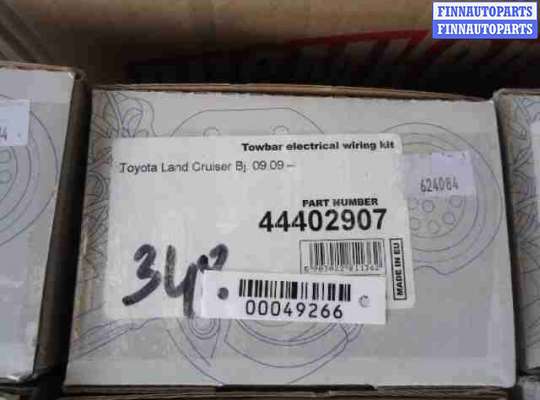 FINNAUTOPARTS
FINNAUTOPARTS
Towbar electrical wiring kit
Toyota Land Cruiser Bj. 09.09 –
624084
PART NUMBER
44402907
MADE IN EU
00049266